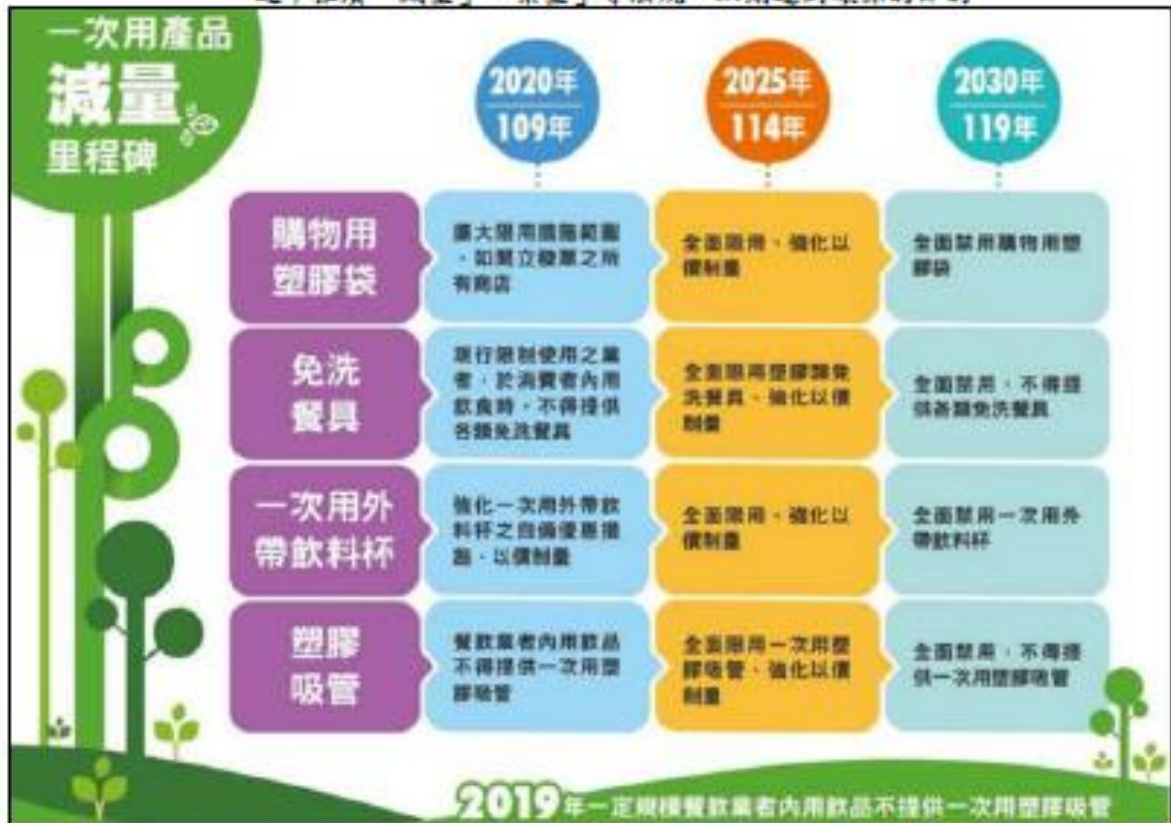 一次用產品
減量
里程碑
2020年
109年
2025年
114年
2030年
119年
購物用
塑膠袋
擴大限用實施範圍
，如開立發票之所
有商店
全面限用、強化以
價制量
全面禁用購物用塑
膠袋
免洗
餐具
現行限制使用之業
者，於消費者內用
飲食時，不得提供
各類免洗餐具
全面限用塑膠類免
洗餐具、強化以價
制量
全面禁用，不得提
供各類免洗餐具
一次用外
帶飲料杯
強化一次用外帶飲
料杯之自備優惠措
施、以價制量
全面限用、強化以
價制量
全面禁用一次用外
帶飲料杯
塑膠
吸管
餐飲業者內用飲品
不得提供一次用塑
膠吸管
全面限用一次用塑
膠吸管、強化以價
制量
全面禁用，不得提
供一次用塑膠吸管
2019年一定規模餐飲業者內用飲品不提供一次用塑膠吸管